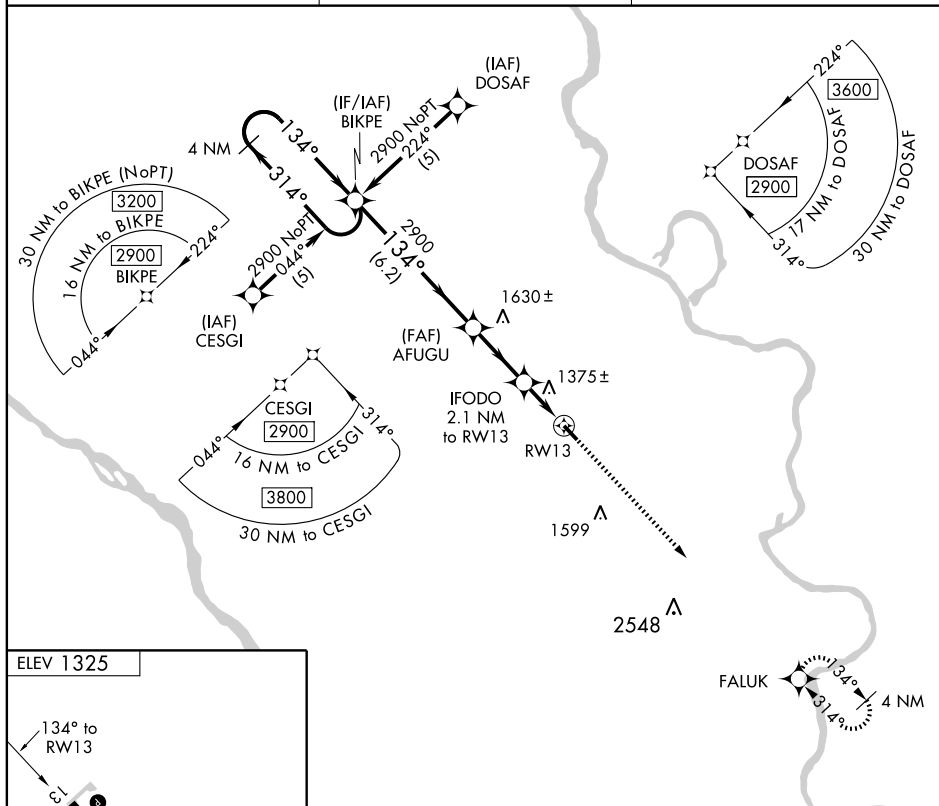 (IAF)
DOSAF
(IF/IAF)
BIKPE
4 NM
134°
314°
2900 NoPT
224°
(5)
2900 NoPT
044°
(5)
(IAF)
CESGI
2900
134°
(6.2)
(FAF)
AFUGU
1630 ±
IFODO
2.1 NM
to RW13
1375 ±
RW13
1599
2548
FALUK
134°
314°
4 NM
30 NM to BIKPE (NoPT)
3200
16 NM to BIKPE
2900
BIKPE
224°
044°
224°
3600
DOSAF
2900
17 NM to DOSAF
30 NM to DOSAF
314°
CESGI
2900
044°
314°
16 NM to CESGI
3800
30 NM to CESGI
ELEV 1325
134° to
RW13
13